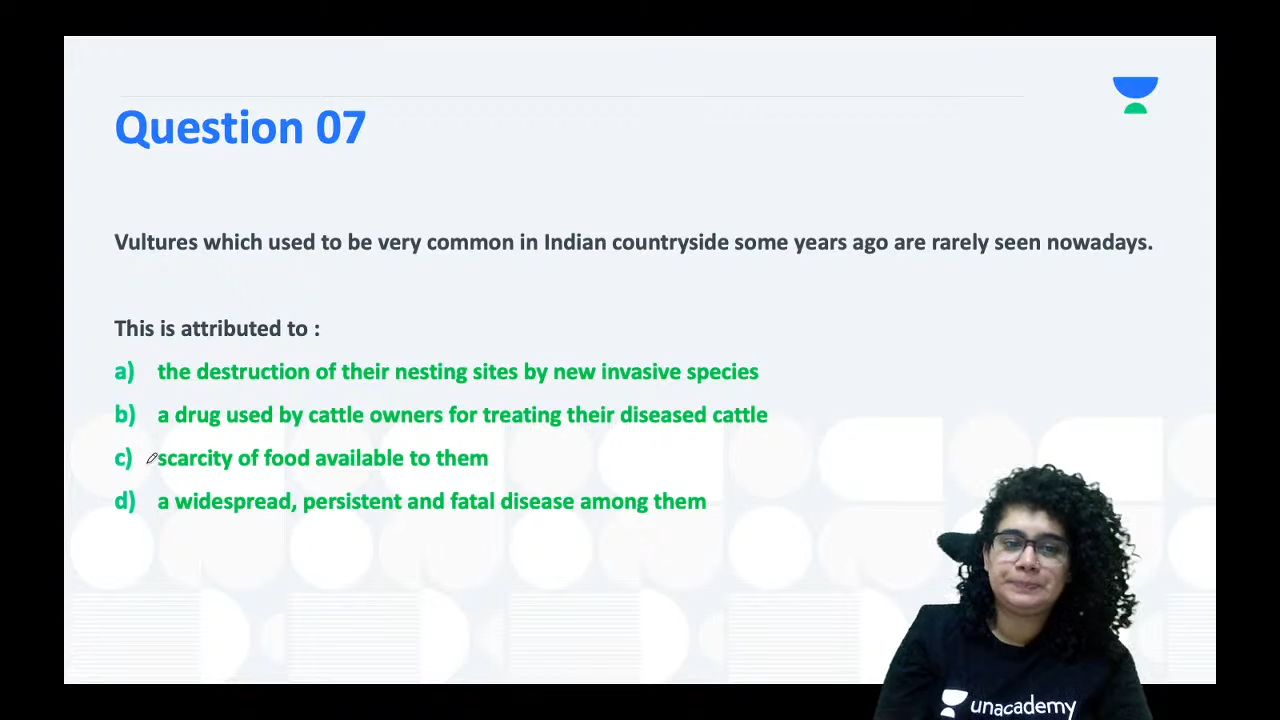 Question 07
Vultures which used to be very common in Indian countryside some years ago are rarely seen nowadays.
This is attributed to :
a) the destruction of their nesting sites by new invasive species
b) a drug used by cattle owners for treating their diseased cattle
c) scarcity of food available to them
d) a widespread, persistent and fatal disease among them
unacademy